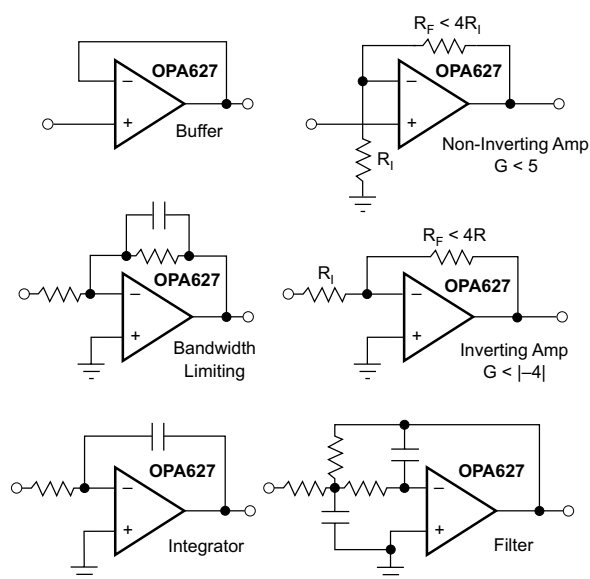 OPA627
−
+
Buffer
R_F < 4R_I
OPA627
−
+
R_I
Non-Inverting Amp
G < 5
OPA627
−
+
Bandwidth
Limiting
R_I
R_F < 4R
OPA627
−
+
Inverting Amp
G < |–4|
OPA627
−
+
Integrator
OPA627
−
+
Filter